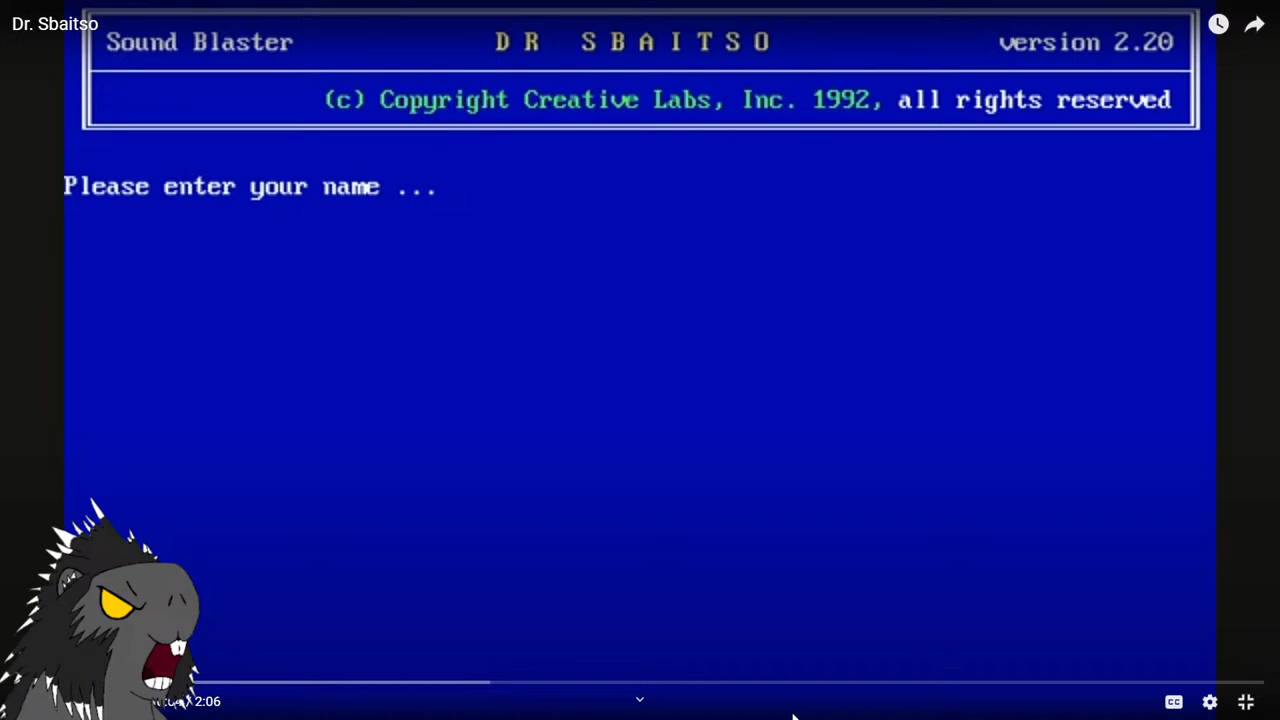 Dr. Sbaitso
Sound Blaster D R S B A I T S O version 2.20
(c) Copyright Creative Labs, Inc. 1992, all rights reserved
Please enter your name ...
/ 2:06
CC